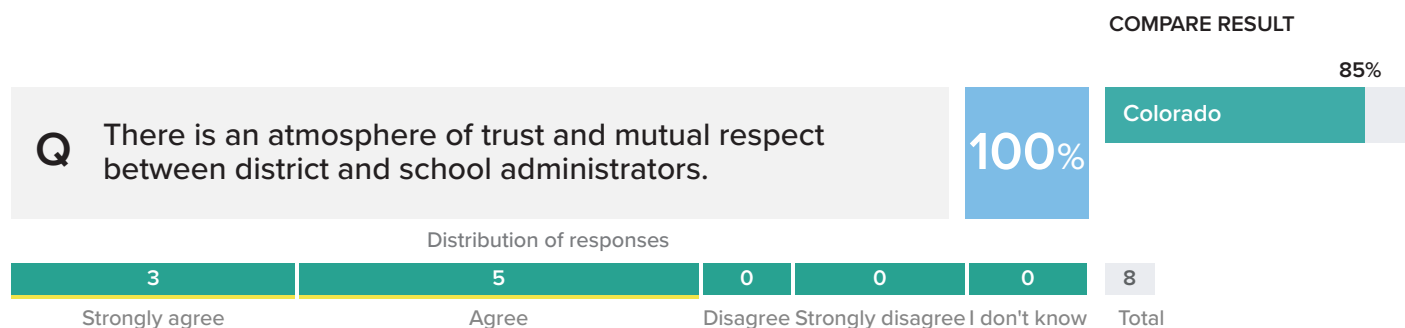 COMPARE RESULT
85%
Q There is an atmosphere of trust and mutual respect
between district and school administrators.
100%
Colorado
Distribution of responses
3 5 0 0 0 8
Strongly agree Agree Disagree Strongly disagree I don't know Total